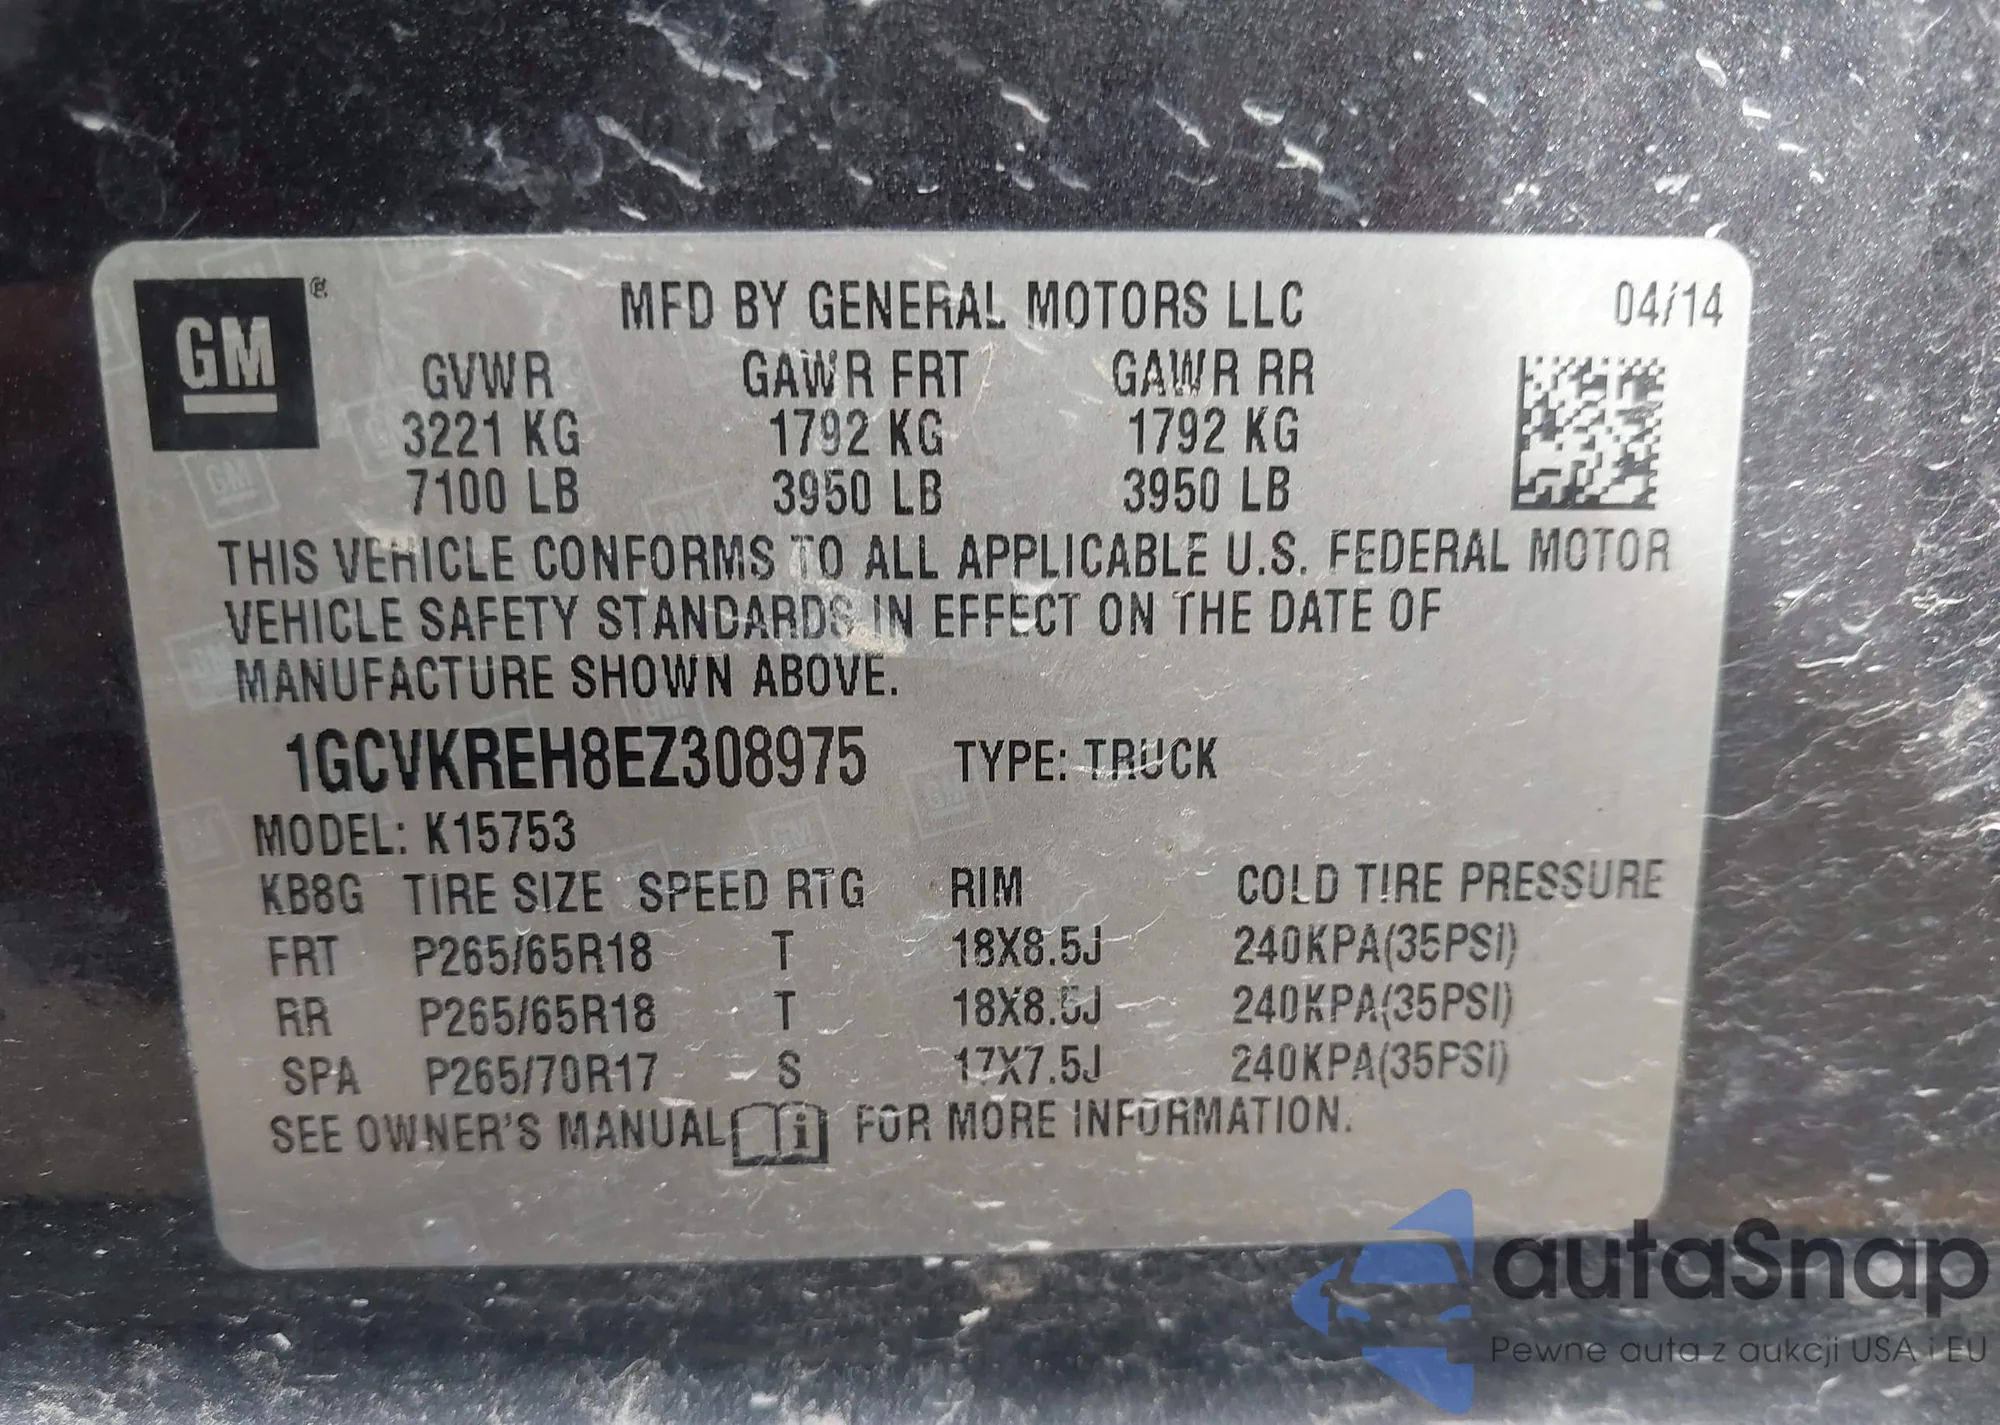 GM ®
MFD BY GENERAL MOTORS LLC 04/14
GVWR GAWR FRT GAWR RR
3221 KG 1792 KG 1792 KG
7100 LB 3950 LB 3950 LB
THIS VEHICLE CONFORMS TO ALL APPLICABLE U.S. FEDERAL MOTOR
VEHICLE SAFETY STANDARDS IN EFFECT ON THE DATE OF
MANUFACTURE SHOWN ABOVE.
1GCVKREH8EZ308975 TYPE: TRUCK
MODEL: K15753
KB8G TIRE SIZE SPEED RTG RIM COLD TIRE PRESSURE
FRT P265/65R18 T 18X8.5J 240KPA(35PSI)
RR P265/65R18 T 18X8.5J 240KPA(35PSI)
SPA P265/70R17 S 17X7.5J 240KPA(35PSI)
SEE OWNER'S MANUAL FOR MORE INFORMATION.
autaSnap
Pewne auta z aukcji USA i EU